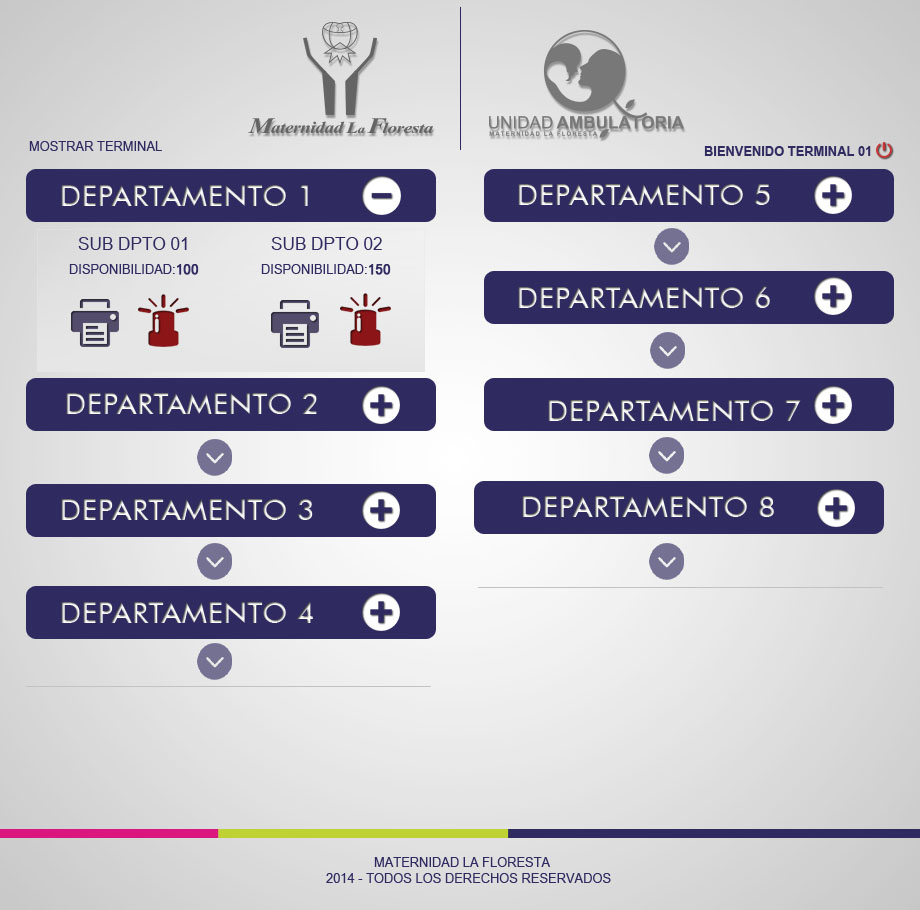 Maternidad La Floresta
UNIDAD AMBULATORIA
MATERNIDAD LA FLORESTA
MOSTRAR TERMINAL
BIENVENIDO TERMINAL 01
DEPARTAMENTO 1
SUB DPTO 01
DISPONIBILIDAD:100
SUB DPTO 02
DISPONIBILIDAD:150
DEPARTAMENTO 2
DEPARTAMENTO 3
DEPARTAMENTO 4
DEPARTAMENTO 5
DEPARTAMENTO 6
DEPARTAMENTO 7
DEPARTAMENTO 8
MATERNIDAD LA FLORESTA
2014 - TODOS LOS DERECHOS RESERVADOS